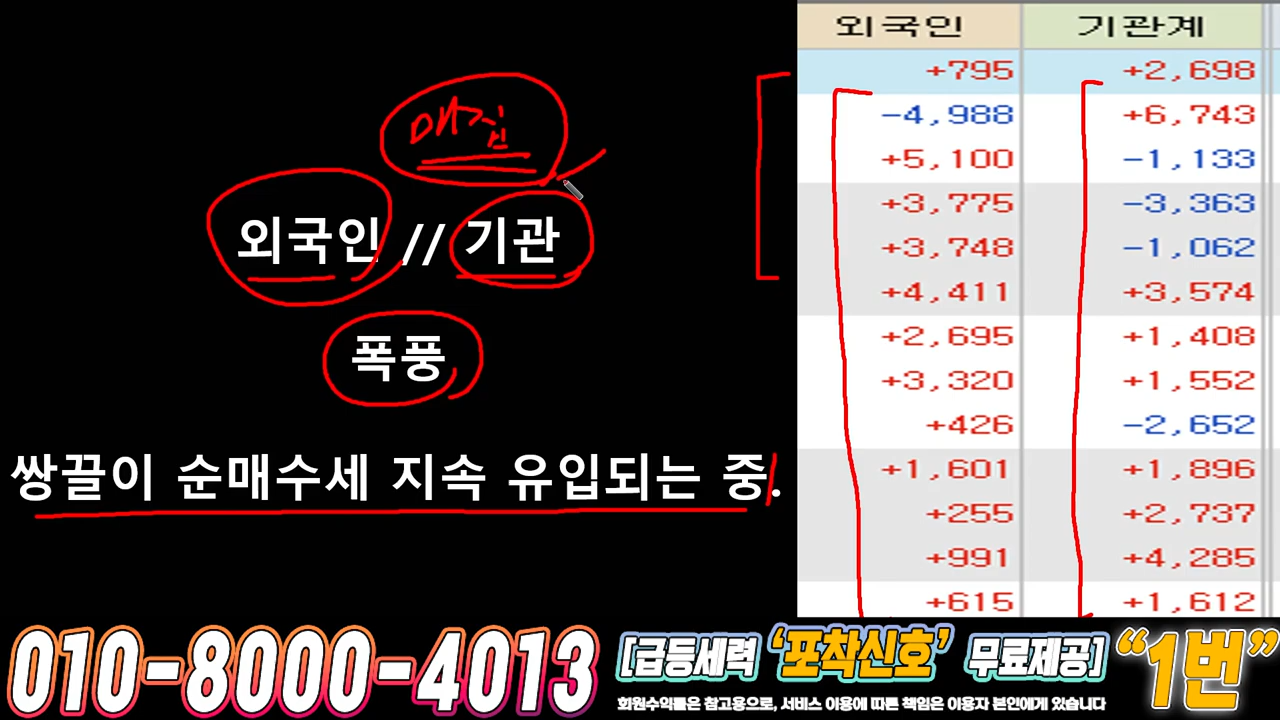 매집
외국인 // 기관
폭풍
쌍끌이 순매수세 지속 유입되는 중.
외국인 기관계
+795 +2,698
-4,988 +6,743
+5,100 -1,133
+3,775 -3,363
+3,748 -1,062
+4,411 +3,574
+2,695 +1,408
+3,320 +1,552
+426 -2,652
+1,601 +1,896
+255 +2,737
+991 +4,285
+615 +1,612
010-8000-4013 [급등세력 '포착신호' 무료제공] "1번"
회원수익률은 참고용으로, 서비스 이용에 따른 책임은 이용자 본인에게 있습니다